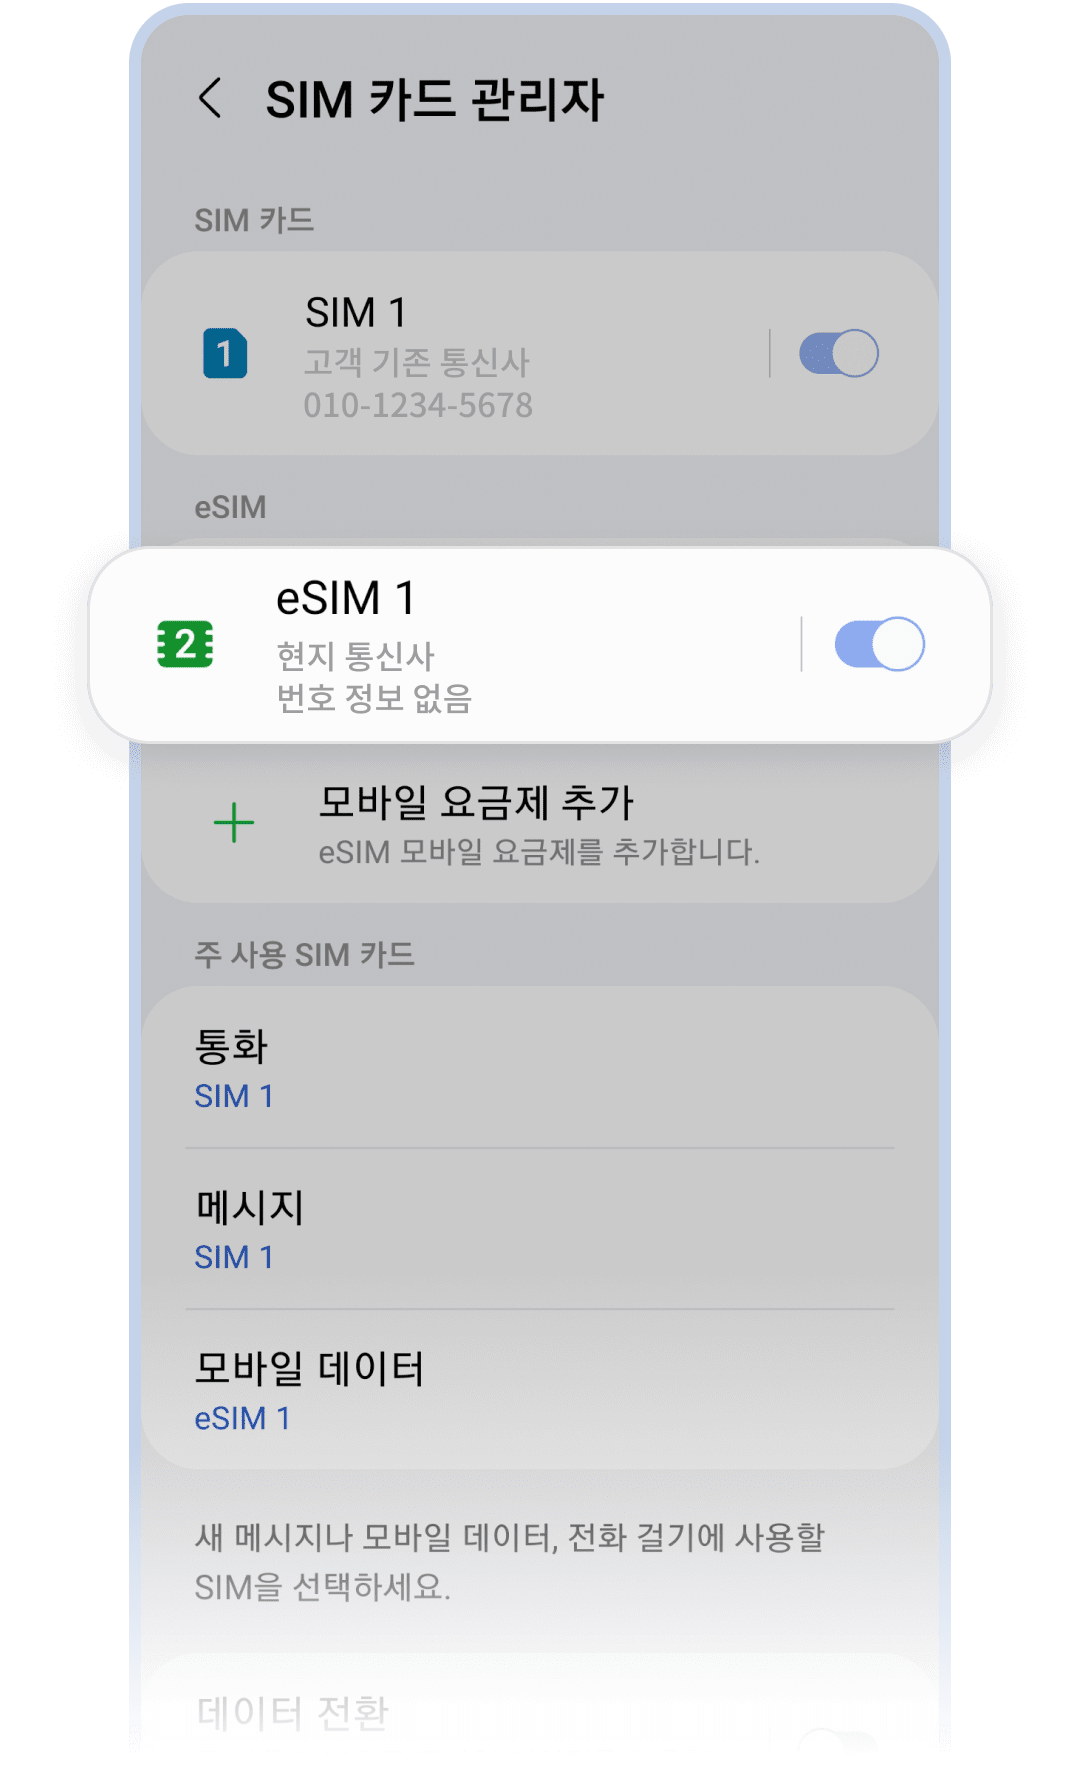 SIM 카드 관리자
SIM 카드
1
SIM 1
고객 기존 통신사
010-1234-5678
eSIM
2
eSIM 1
현지 통신사
번호 정보 없음
모바일 요금제 추가
eSIM 모바일 요금제를 추가합니다.
주 사용 SIM 카드
통화
SIM 1
메시지
SIM 1
모바일 데이터
eSIM 1
새 메시지나 모바일 데이터, 전화 걸기에 사용할
SIM을 선택하세요.
데이터 전환